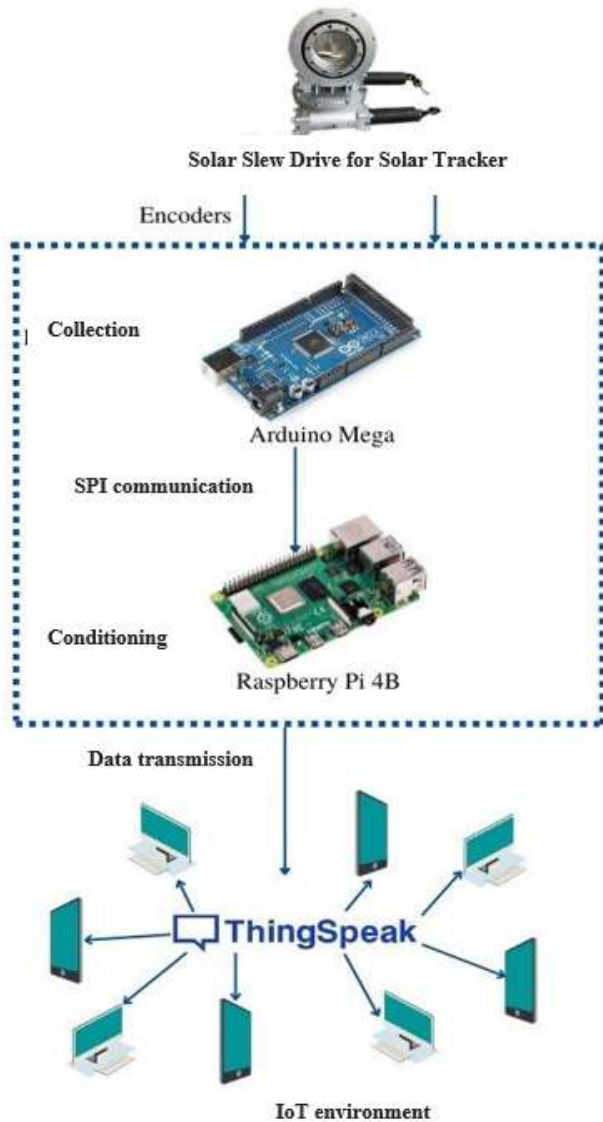 Solar Slew Drive for Solar Tracker
Encoders
Collection
Arduino Mega
SPI communication
Conditioning
Raspberry Pi 4B
Data transmission
ThingSpeak
IoT environment